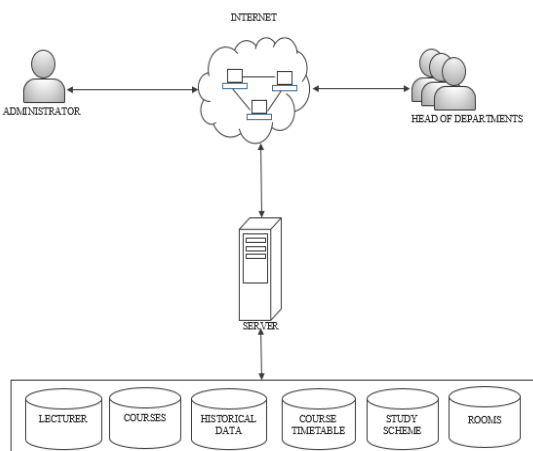 INTERNET
ADMINISTRATOR
HEAD OF DEPARTMENTS
SERVER
LECTURER
COURSES
HISTORICAL
DATA
COURSE
TIMETABLE
STUDY
SCHEME
ROOMS